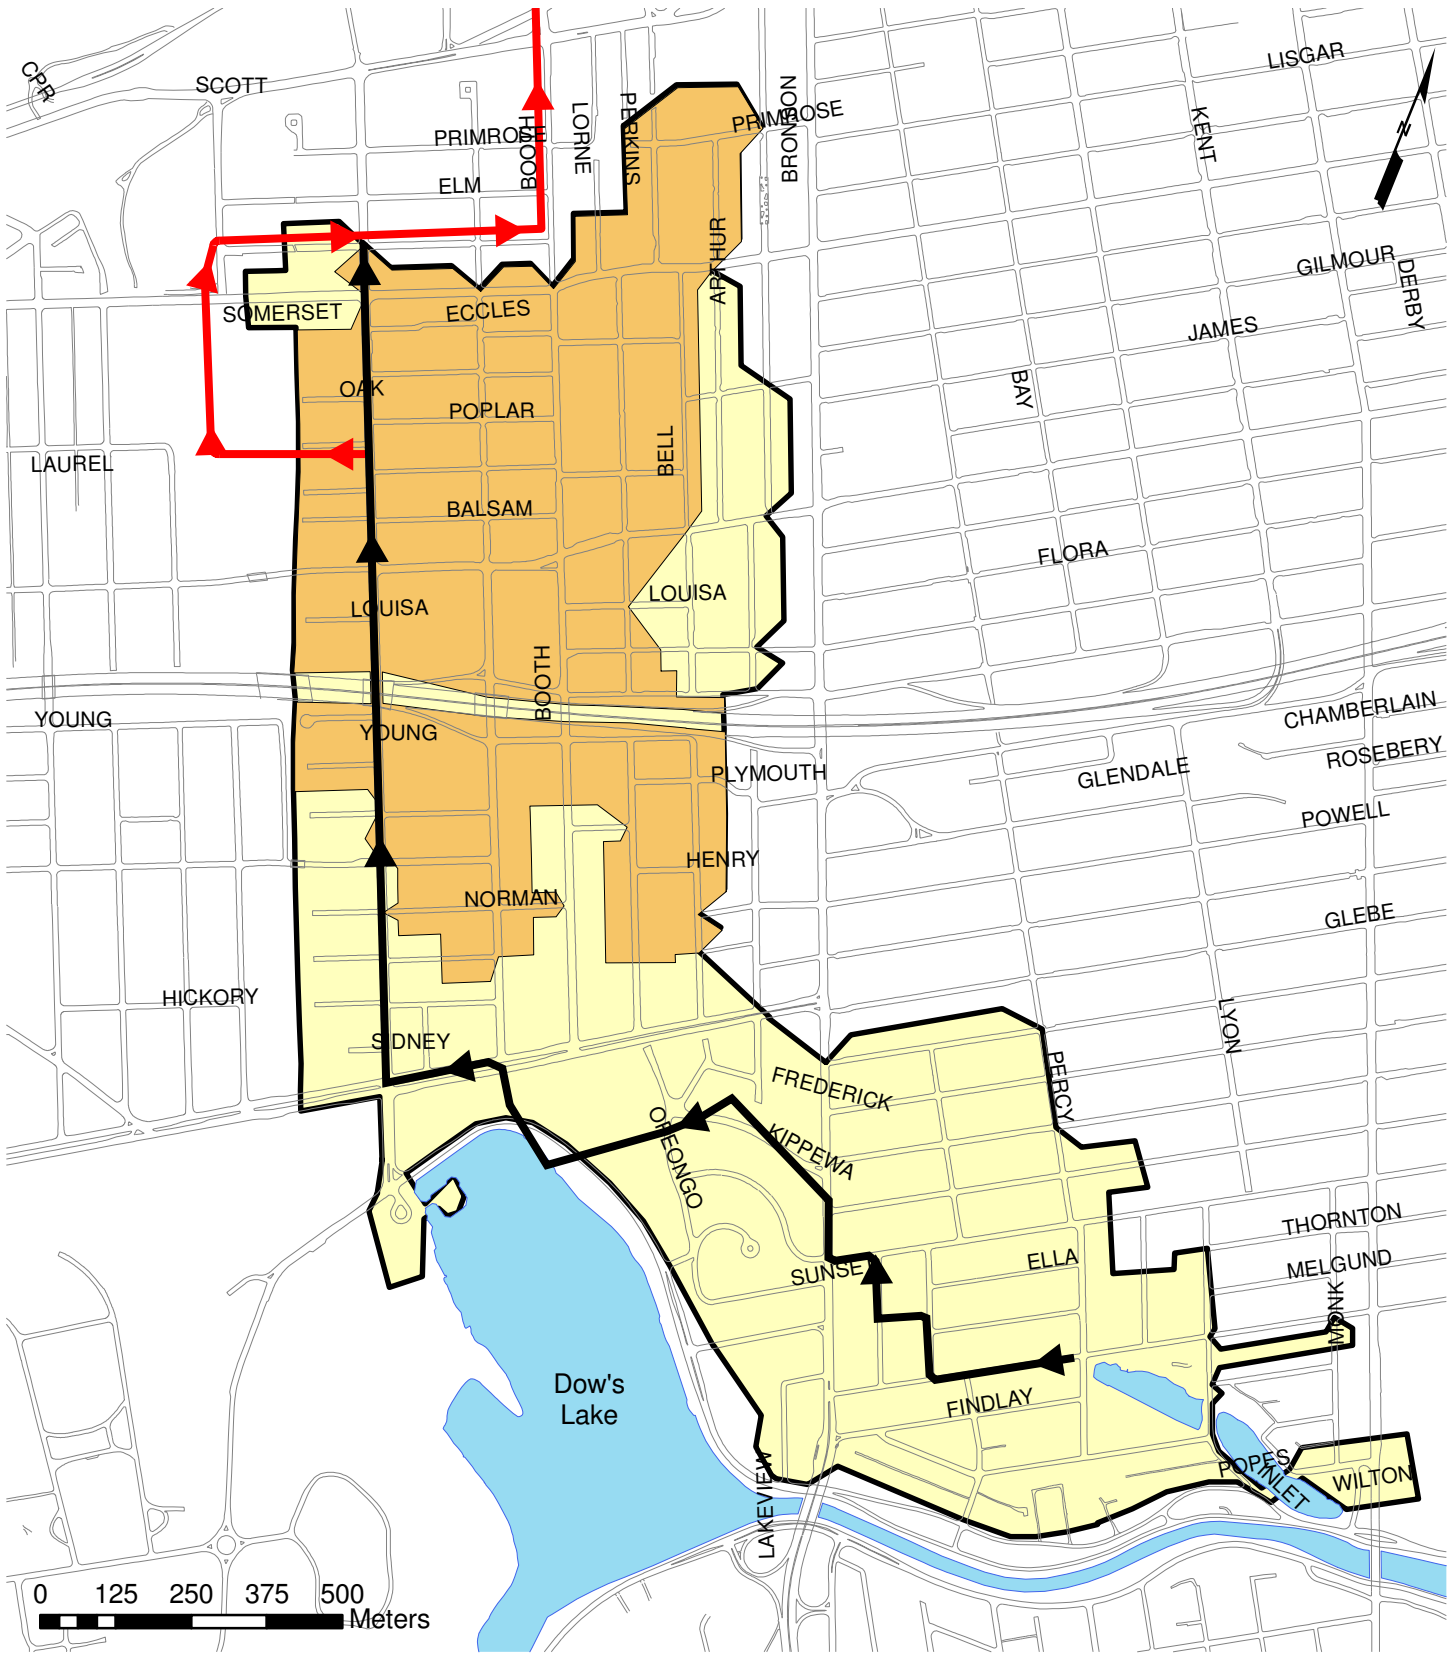 LISGAR
CPR
SCOTT
PRIMROSE
BOOTH
LORNE
PERKINS
PRIMROSE
BRONSON
KENT
N
ELM
ARTHUR
GILMOUR
DERBY
SOMERSET
ECCLES
JAMES
OAK
POPLAR
BAY
BELL
LAUREL
BALSAM
FLORA
LOUISA
LOUISA
BOOTH
YOUNG
YOUNG
CHAMBERLAIN
ROSEBERY
PLYMOUTH
GLENDALE
POWELL
HENRY
NORMAN
GLEBE
HICKORY
LYON
SIDNEY
FREDERICK
PERCY
OPEONGO
KIPPEWA
THORNTON
SUNSET
ELLA
MELGUND
MONK
Dow's
Lake
FINDLAY
LAKEVIEW
POPES
INLET
WILTON
0 125 250 375 500
Meters